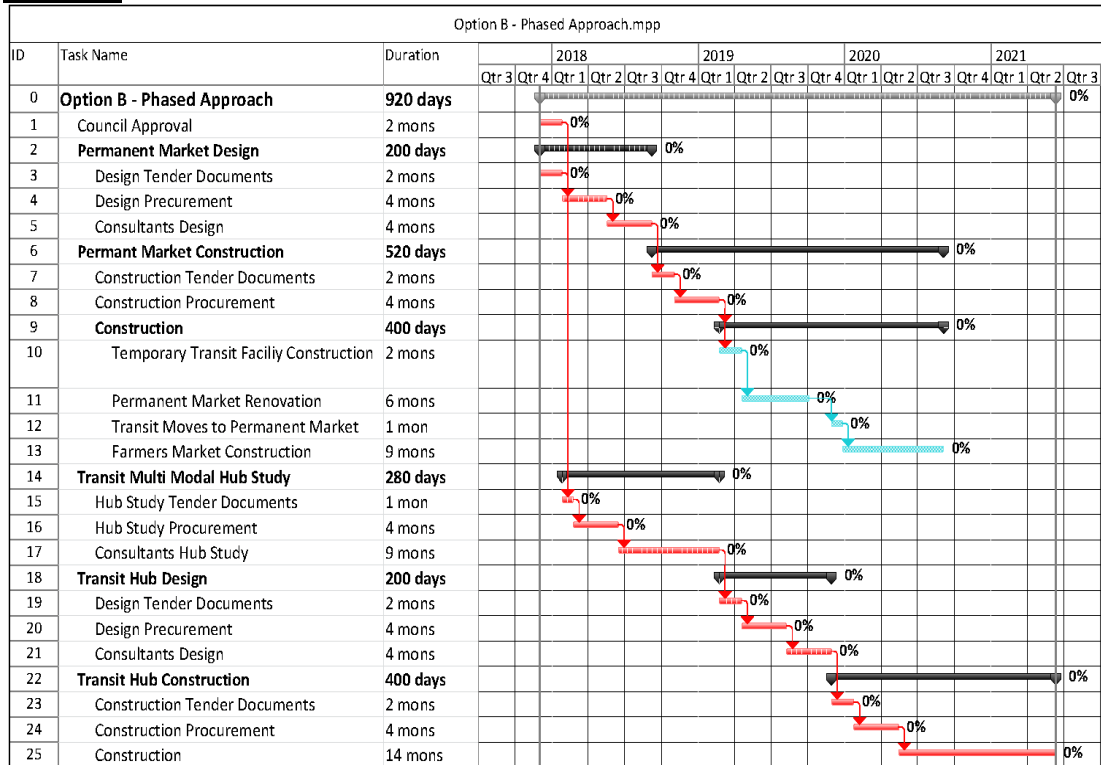 Option B - Phased Approach.mpp
ID Task Name Duration 2018 2019 2020 2021
Qtr 3 Qtr 4 Qtr 1 Qtr 2 Qtr 3 Qtr 4 Qtr 1 Qtr 2 Qtr 3 Qtr 4 Qtr 1 Qtr 2 Qtr 3 Qtr 4 Qtr 1 Qtr 2 Qtr 3
0 Option B - Phased Approach 920 days 0%
1 Council Approval 2 mons 0%
2 Permanent Market Design 200 days 0%
3 Design Tender Documents 2 mons 0%
4 Design Procurement 4 mons 0%
5 Consultants Design 4 mons 0%
6 Permant Market Construction 520 days 0%
7 Construction Tender Documents 2 mons 0%
8 Construction Procurement 4 mons 0%
9 Construction 400 days 0%
10 Temporary Transit Faciliy Construction 2 mons 0%
11 Permanent Market Renovation 6 mons 0%
12 Transit Moves to Permanent Market 1 mon 0%
13 Farmers Market Construction 9 mons 0%
14 Transit Multi Modal Hub Study 280 days 0%
15 Hub Study Tender Documents 1 mon 0%
16 Hub Study Procurement 4 mons 0%
17 Consultants Hub Study 9 mons 0%
18 Transit Hub Design 200 days 0%
19 Design Tender Documents 2 mons 0%
20 Design Procurement 4 mons 0%
21 Consultants Design 4 mons 0%
22 Transit Hub Construction 400 days 0%
23 Construction Tender Documents 2 mons 0%
24 Construction Procurement 4 mons 0%
25 Construction 14 mons 0%